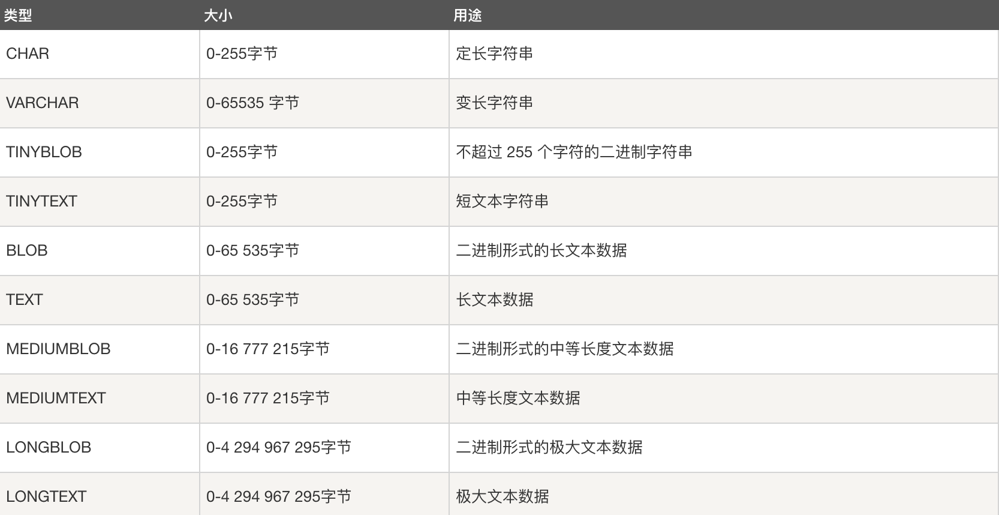 类型 大小 用途
CHAR 0-255字节 定长字符串
VARCHAR 0-65535 字节 变长字符串
TINYBLOB 0-255字节 不超过 255 个字符的二进制字符串
TINYTEXT 0-255字节 短文本字符串
BLOB 0-65 535字节 二进制形式的长文本数据
TEXT 0-65 535字节 长文本数据
MEDIUMBLOB 0-16 777 215字节 二进制形式的中等长度文本数据
MEDIUMTEXT 0-16 777 215字节 中等长度文本数据
LONGBLOB 0-4 294 967 295字节 二进制形式的极大文本数据
LONGTEXT 0-4 294 967 295字节 极大文本数据